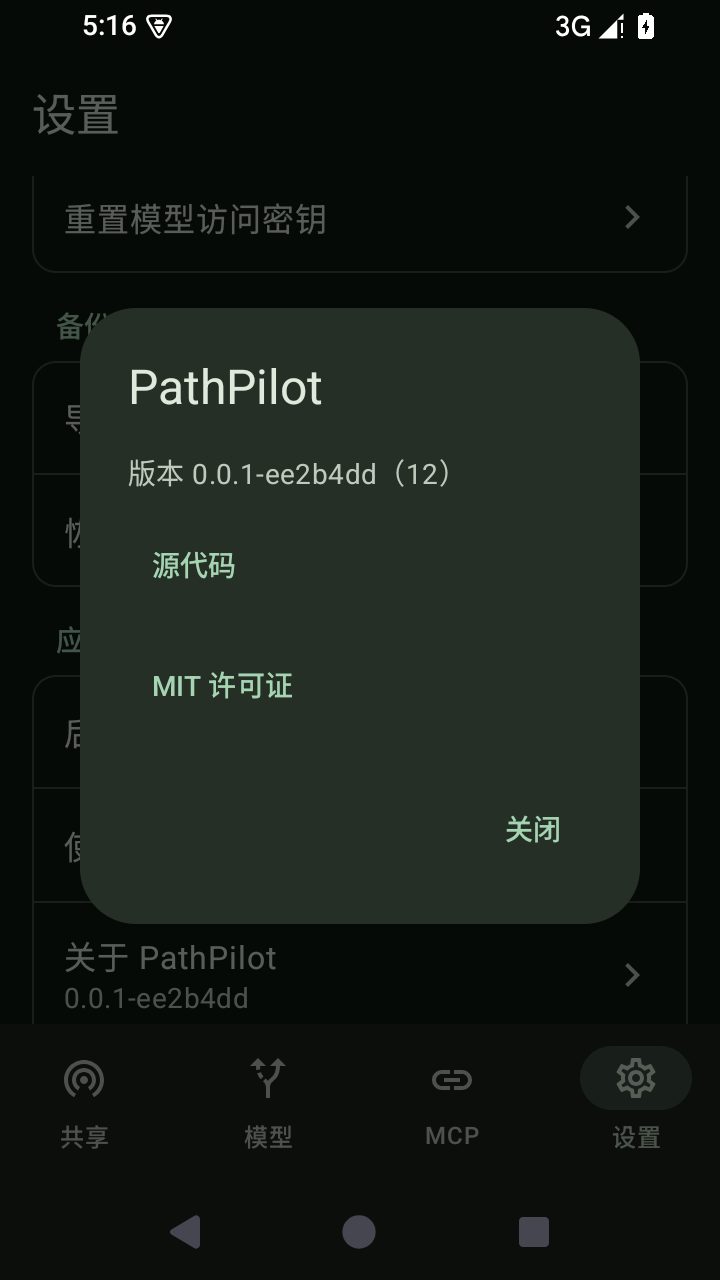 5:16
3G
设置
重置模型访问密钥
备份
PathPilot
版本 0.0.1-ee2b4dd（12）
源代码
MIT 许可证
关闭
关于 PathPilot
0.0.1-ee2b4dd
共享
模型
MCP
设置